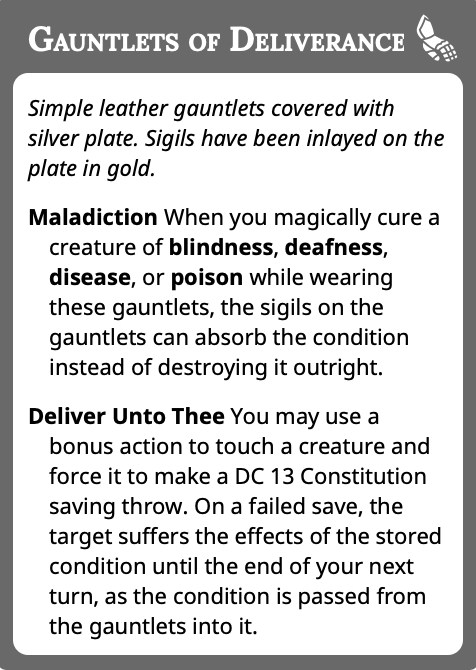 Gauntlets of Deliverance
Simple leather gauntlets covered with
silver plate. Sigils have been inlayed on the
plate in gold.
Maladiction When you magically cure a
creature of blindness, deafness,
disease, or poison while wearing
these gauntlets, the sigils on the
gauntlets can absorb the condition
instead of destroying it outright.
Deliver Unto Thee You may use a
bonus action to touch a creature and
force it to make a DC 13 Constitution
saving throw. On a failed save, the
target suffers the effects of the stored
condition until the end of your next
turn, as the condition is passed from
the gauntlets into it.